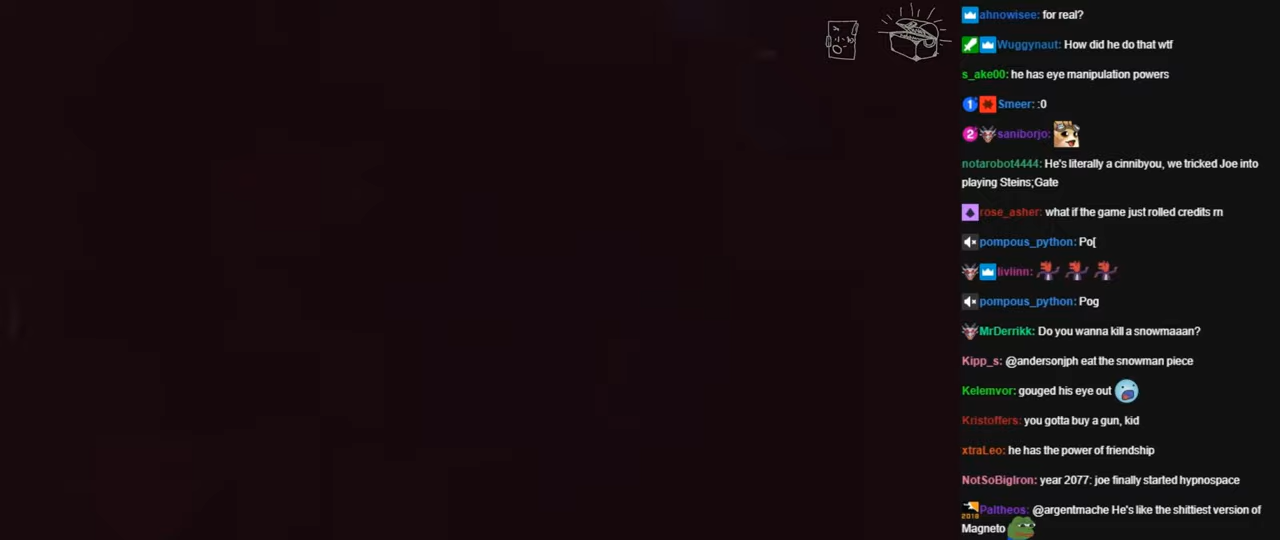 ahnowisee: for real?
Wuggynaut: How did he do that wtf
s_ake00: he has eye manipulation powers
1 Smeer: :0
2 saniborjo:
notarobot4444: He's literally a cinnibyou, we tricked Joe into
playing Steins;Gate
rose_asher: what if the game just rolled credits rn
pompous_python: Po[
livlinn:
pompous_python: Pog
MrDerrikk: Do you wanna kill a snowmaaan?
Kipp_s: @andersonjph eat the snowman piece
Kelemvor: gouged his eye out
Kristoffers: you gotta buy a gun, kid
xtraLeo: he has the power of friendship
NotSoBigIron: year 2077: joe finally started hypnospace
2018 Paltheos: @argentmache He's like the shittiest version of
Magneto